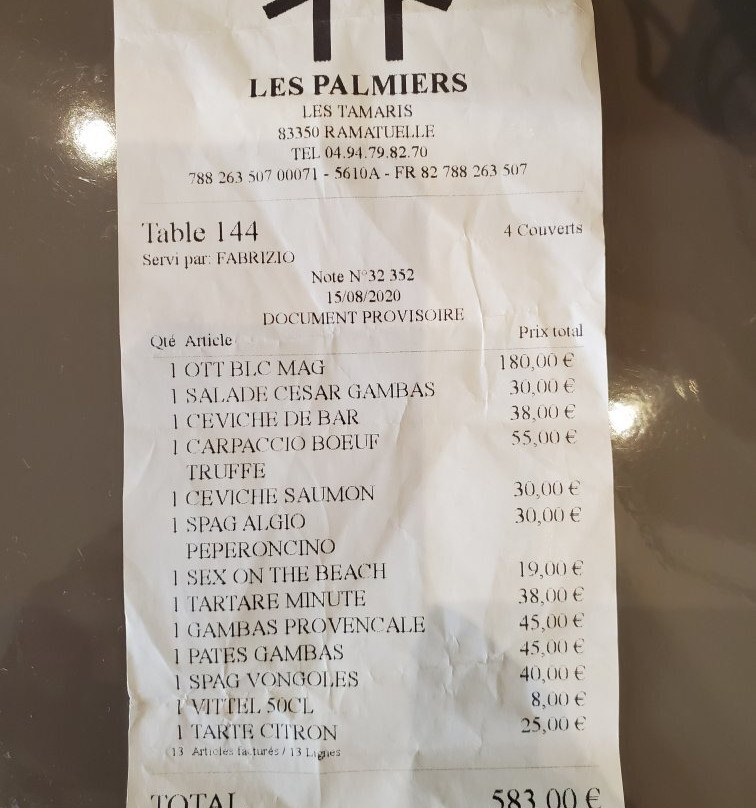 LES PALMIERS
LES TAMARIS
83350 RAMATUELLE
TEL 04.94.79.82.70
788 263 507 00071 - 5610A - FR 82 788 263 507
Table 144 4 Couverts
Servi par: FABRIZIO
Note N°32 352
15/08/2020
DOCUMENT PROVISOIRE
Qté Article Prix total
1 OTT BLC MAG 180,00 €
1 SALADE CESAR GAMBAS 30,00 €
1 CEVICHE DE BAR 38,00 €
1 CARPACCIO BOEUF 55,00 €
TRUFFE
1 CEVICHE SAUMON 30,00 €
1 SPAG ALGIO 30,00 €
PEPERONCINO
1 SEX ON THE BEACH 19,00 €
1 TARTARE MINUTE 38,00 €
1 GAMBAS PROVENCALE 45,00 €
1 PATES GAMBAS 45,00 €
1 SPAG VONGOLES 40,00 €
1 VITTEL 50CL 8,00 €
1 TARTE CITRON 25,00 €
13 Articles facturés / 13 Lignes
TOTAL 583,00 €